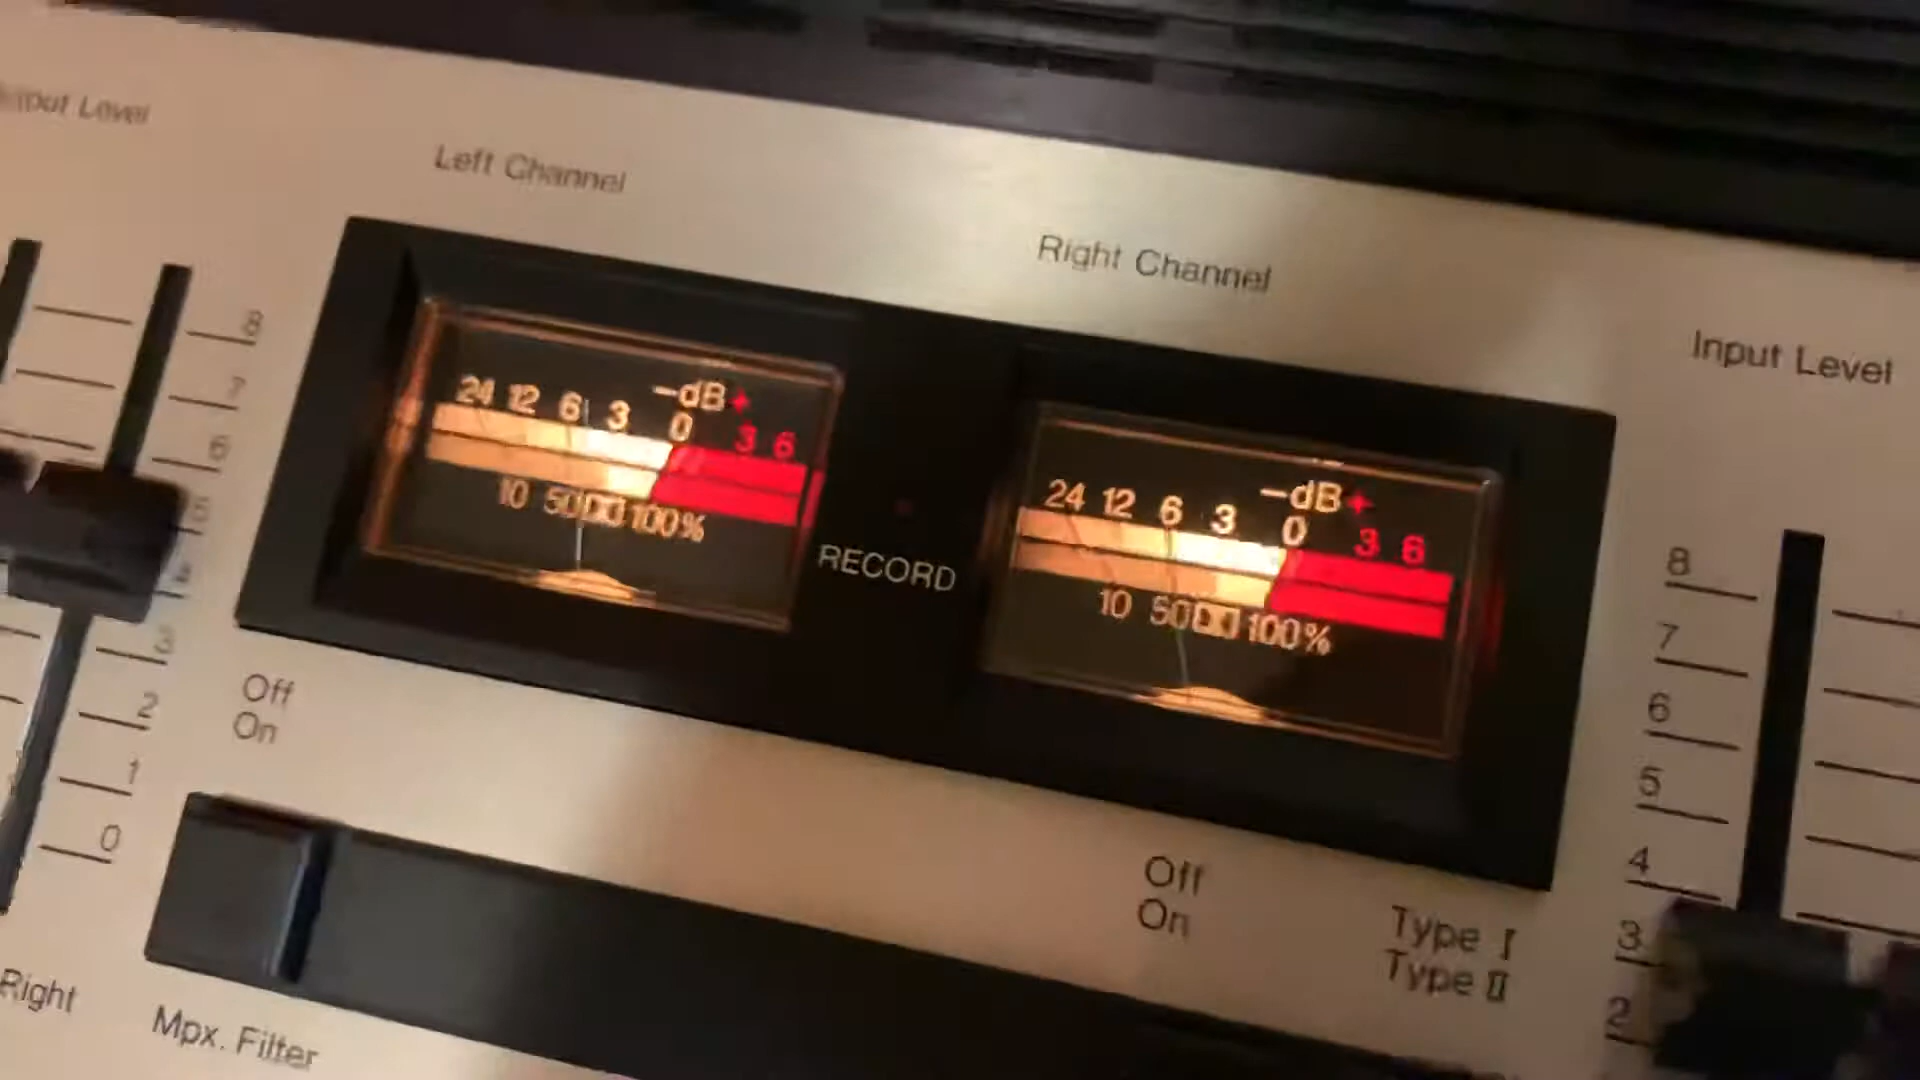 Level
Left Channel
Right Channel
Input Level
8
7
6
5
3
2
1
0
-dB+
24 12 6 3 0 3 6
10 50 100%
RECORD
-dB+
24 12 6 3 0 3 6
10 50 100%
8
7
6
5
4
3
2
Off
On
Off
On
Type I
Type II
Right
Mpx. Filter